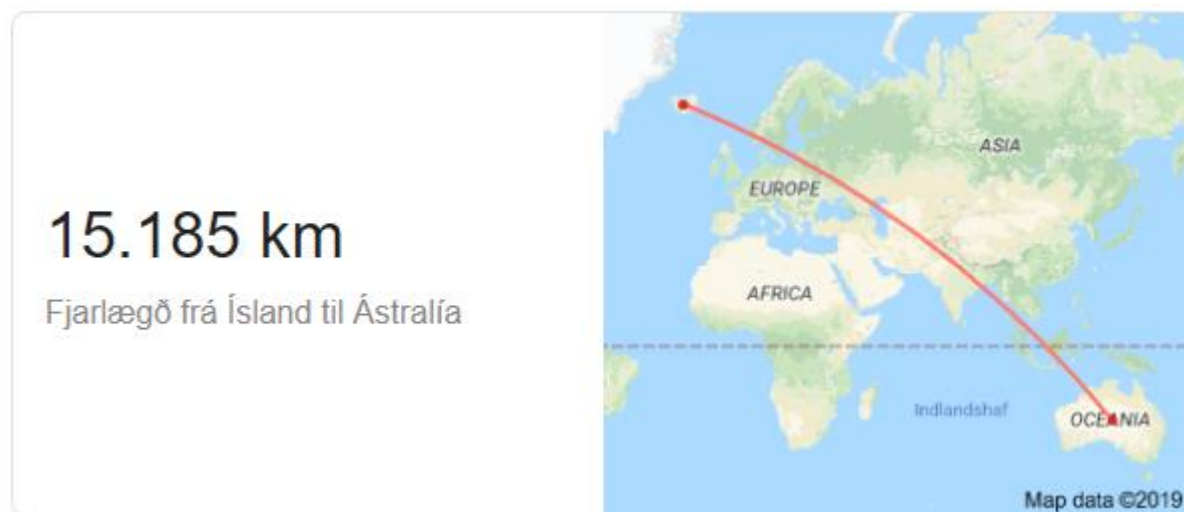 15.185 km
Fjarlægð frá Ísland til Ástralía
ASIA
EUROPE
AFRICA
Indlandshaf
OCEANIA
Map data ©2019